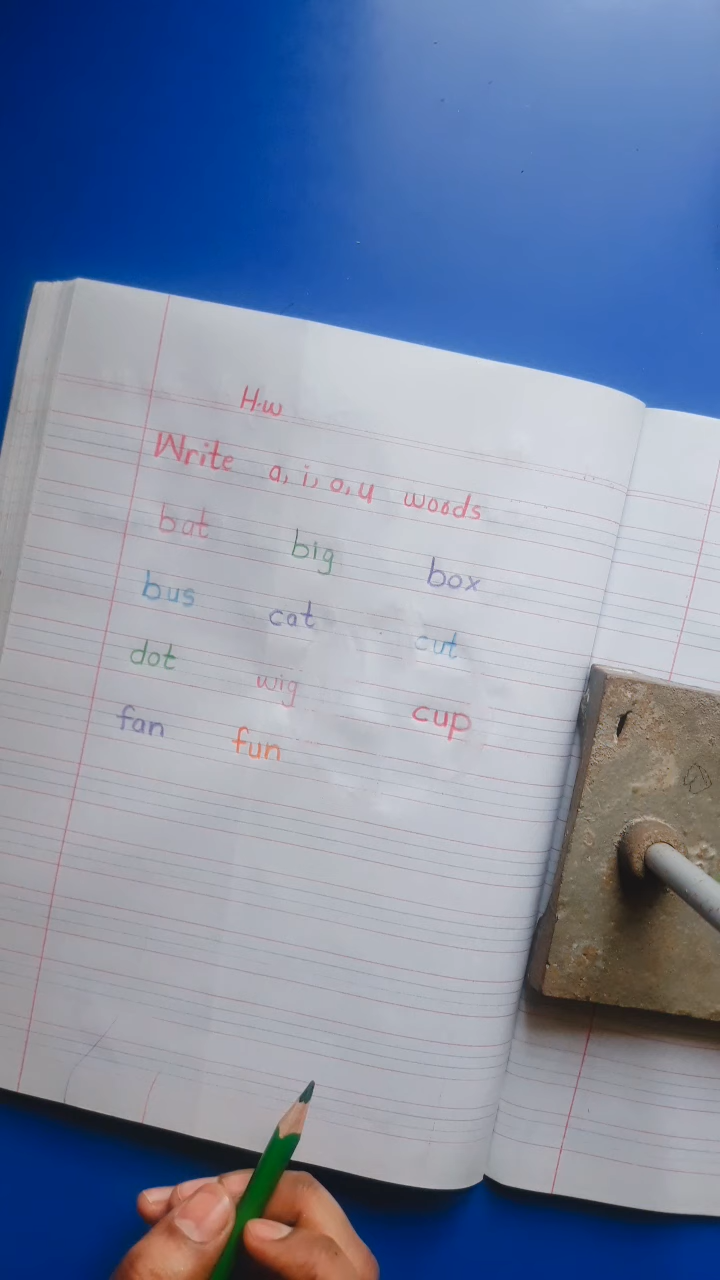 H.w
Write a, i, o, u woods
bat big box
bus cat cut
dot wig cup
fan fun